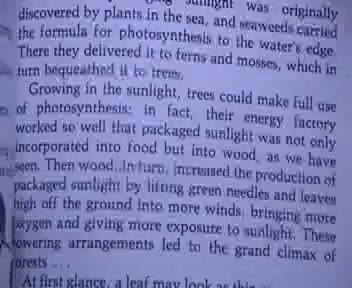 sunlight was originally
discovered by plants in the sea, and seaweeds carried
the formula for photosynthesis to the water's edge.
There they delivered it to ferns and mosses, which in
turn bequeathed it to trees.
Growing in the sunlight, trees could make full use
of photosynthesis; in fact, their energy factory
worked so well that packaged sunlight was not only
incorporated into food but into wood, as we have
seen. Then wood, in turn, increased the production of
packaged sunlight by lifting green needles and leaves
high off the ground into more winds, bringing more
oxygen and giving more exposure to sunlight. These
towering arrangements led to the grand climax of
forests ...
At first glance, a leaf may look as